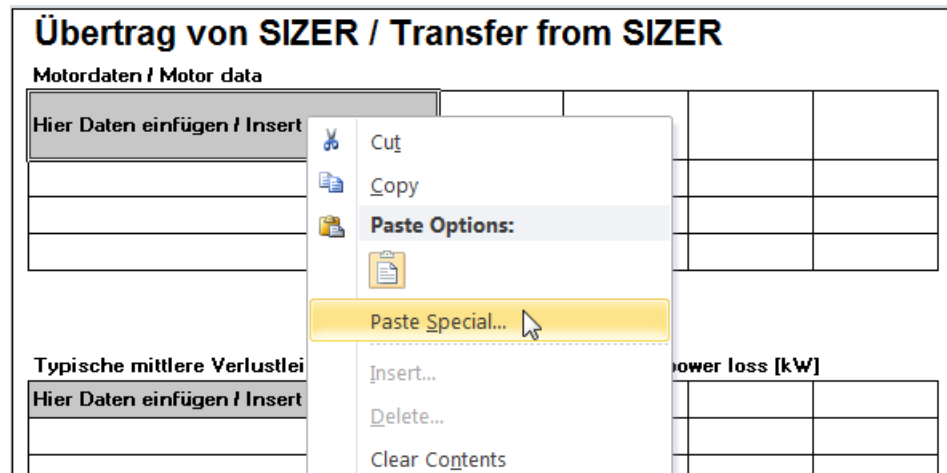 Übertrag von SIZER / Transfer from SIZER
Motordaten / Motor data
Hier Daten einfügen / Insert
Cut
Copy
Paste Options:
Paste Special...
Typische mittlere Verlustlei
power loss [kW]
Insert...
Hier Daten einfügen / Insert
Delete...
Clear Contents